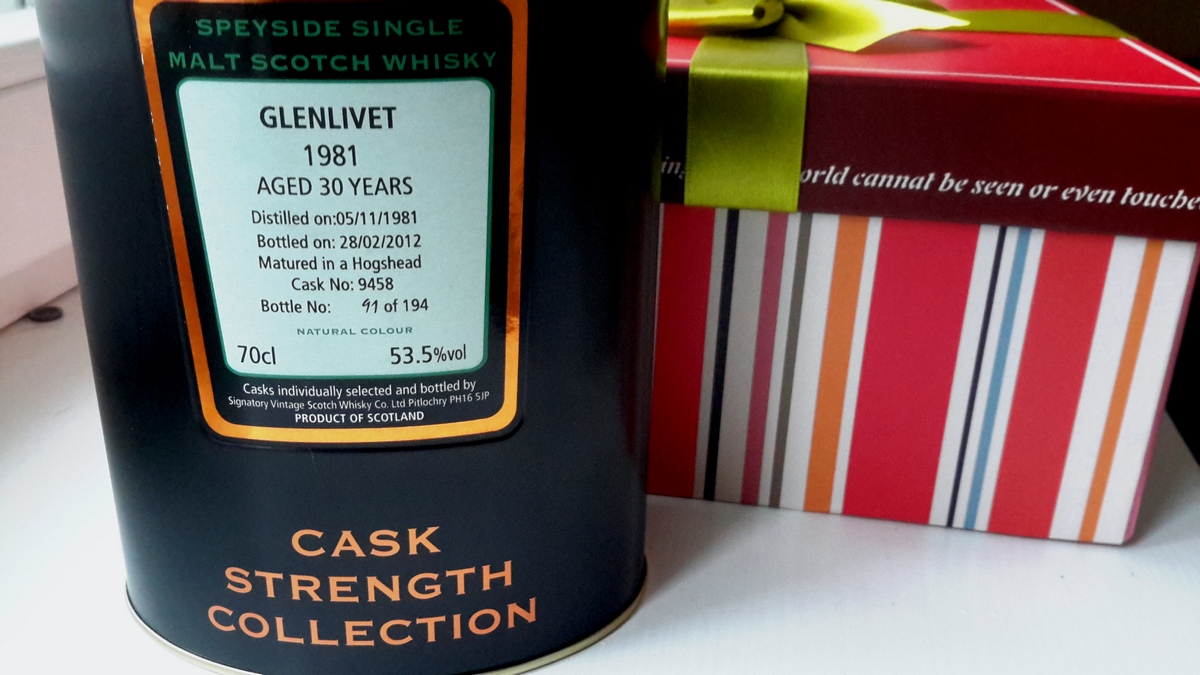 SPEYSIDE SINGLE
MALT SCOTCH WHISKY
GLENLIVET
1981
AGED 30 YEARS
Distilled on:05/11/1981
Bottled on: 28/02/2012
Matured in a Hogshead
Cask No: 9458
Bottle No: 91 of 194
NATURAL COLOUR
70cl 53.5%vol
Casks individually selected and bottled by
Signatory Vintage Scotch Whisky Co. Ltd Pitlochry PH16 5JP
PRODUCT OF SCOTLAND
CASK
STRENGTH
COLLECTION
cannat be seen or even